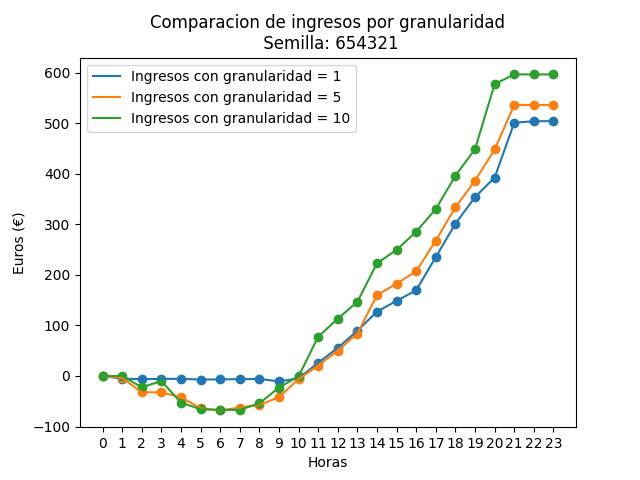 Comparacion de ingresos por granularidad
Semilla: 654321
Ingresos con granularidad = 1
Ingresos con granularidad = 5
Ingresos con granularidad = 10
Euros (€)
600
500
400
300
200
100
0
−100
0 1 2 3 4 5 6 7 8 9 10 11 12 13 14 15 16 17 18 19 20 21 22 23
Horas